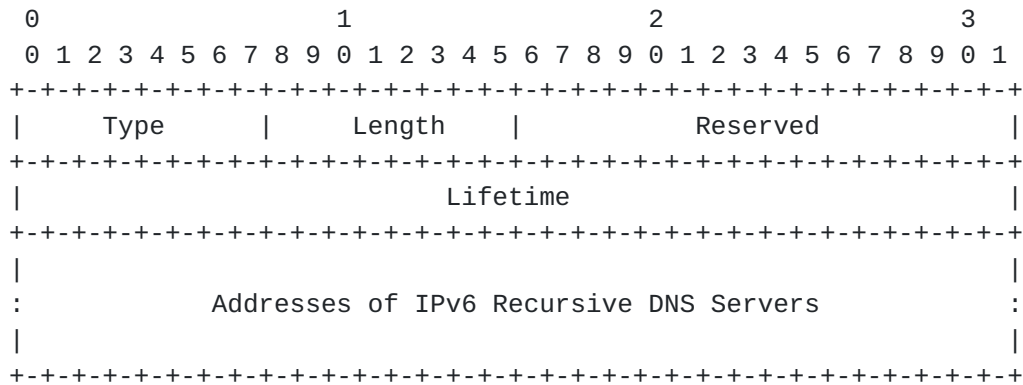 0                   1                   2                   3
 0 1 2 3 4 5 6 7 8 9 0 1 2 3 4 5 6 7 8 9 0 1 2 3 4 5 6 7 8 9 0 1
+-+-+-+-+-+-+-+-+-+-+-+-+-+-+-+-+-+-+-+-+-+-+-+-+-+-+-+-+-+-+-+-+
|     Type      |     Length    |           Reserved            |
+-+-+-+-+-+-+-+-+-+-+-+-+-+-+-+-+-+-+-+-+-+-+-+-+-+-+-+-+-+-+-+-+
|                           Lifetime                            |
+-+-+-+-+-+-+-+-+-+-+-+-+-+-+-+-+-+-+-+-+-+-+-+-+-+-+-+-+-+-+-+-+
|                                                               |
:            Addresses of IPv6 Recursive DNS Servers            :
|                                                               |
+-+-+-+-+-+-+-+-+-+-+-+-+-+-+-+-+-+-+-+-+-+-+-+-+-+-+-+-+-+-+-+-+